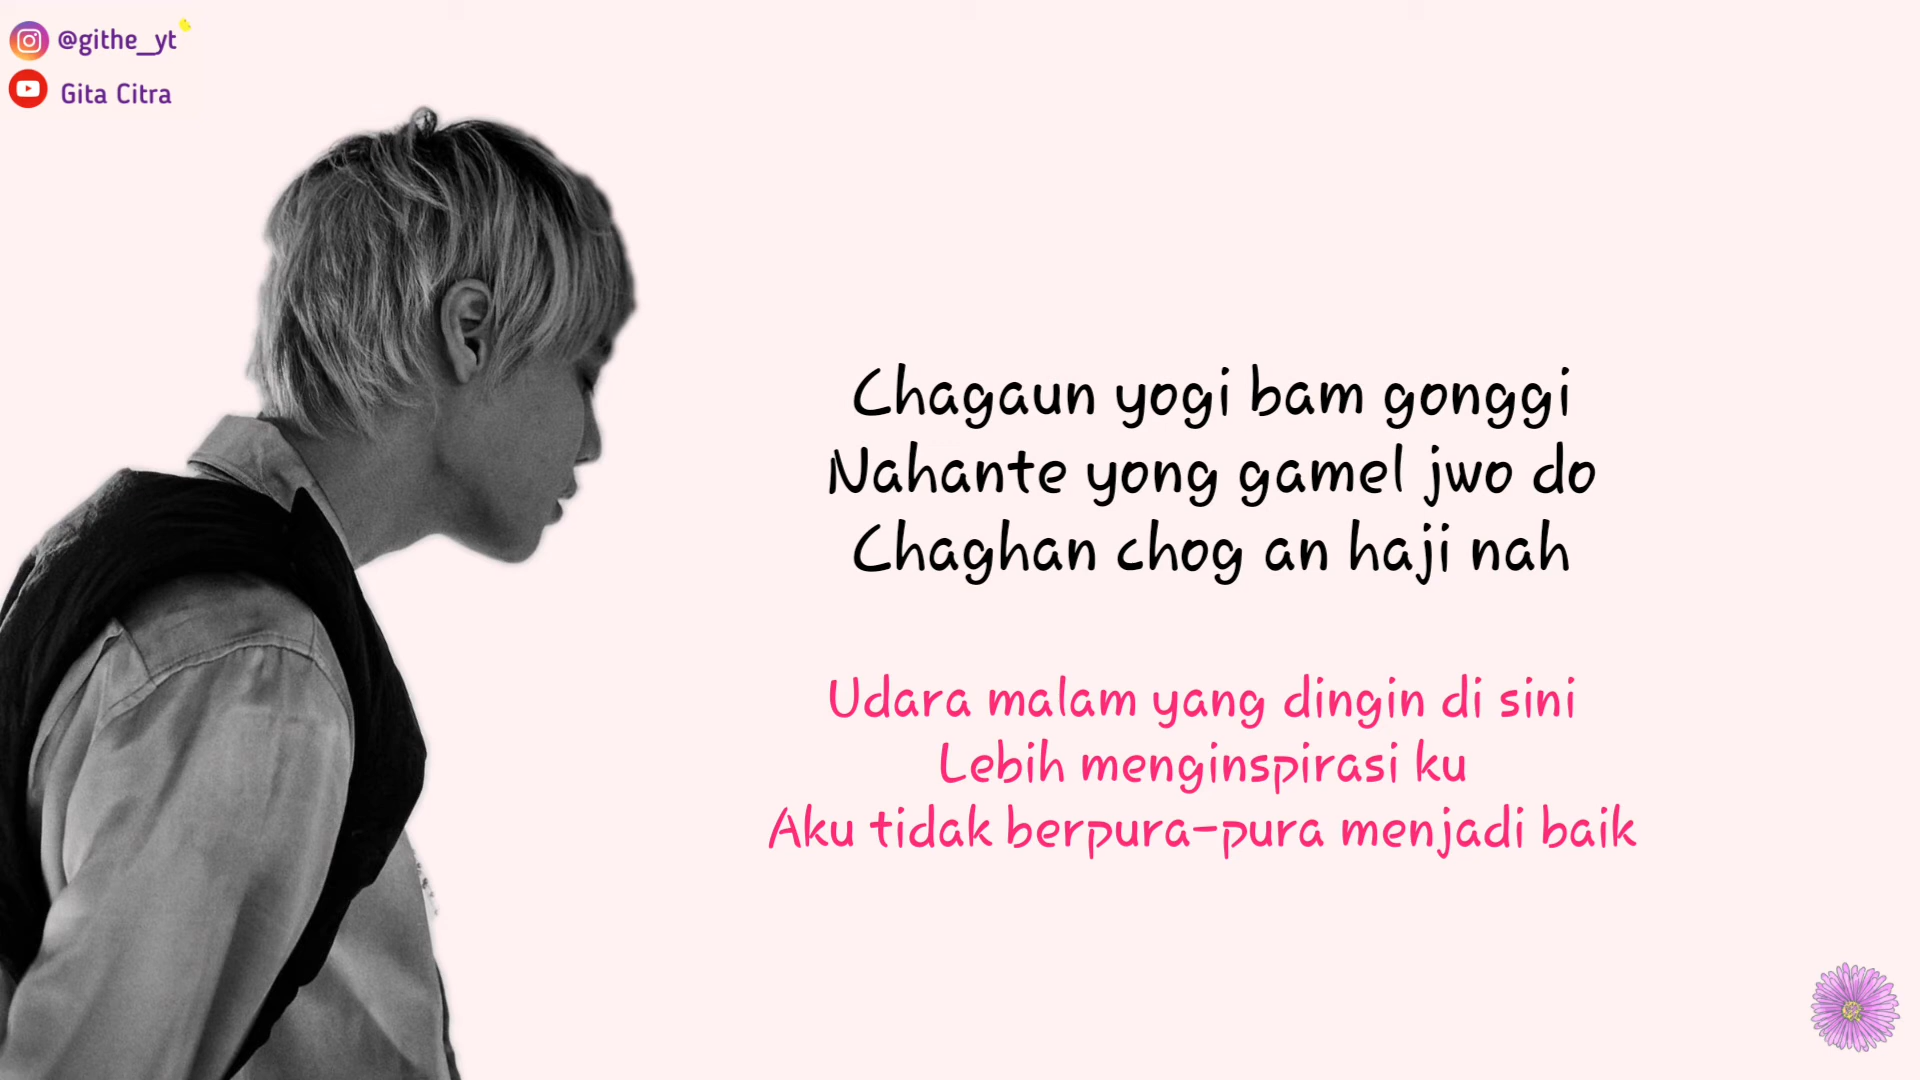 @githe_yt
Gita Citra
Chagaun yogi bam gonggi
Nahante yong gamel jwo do
Chaghan chog an haji nah
Udara malam yang dingin di sini
Lebih menginspirasi ku
Aku tidak berpura-pura menjadi baik